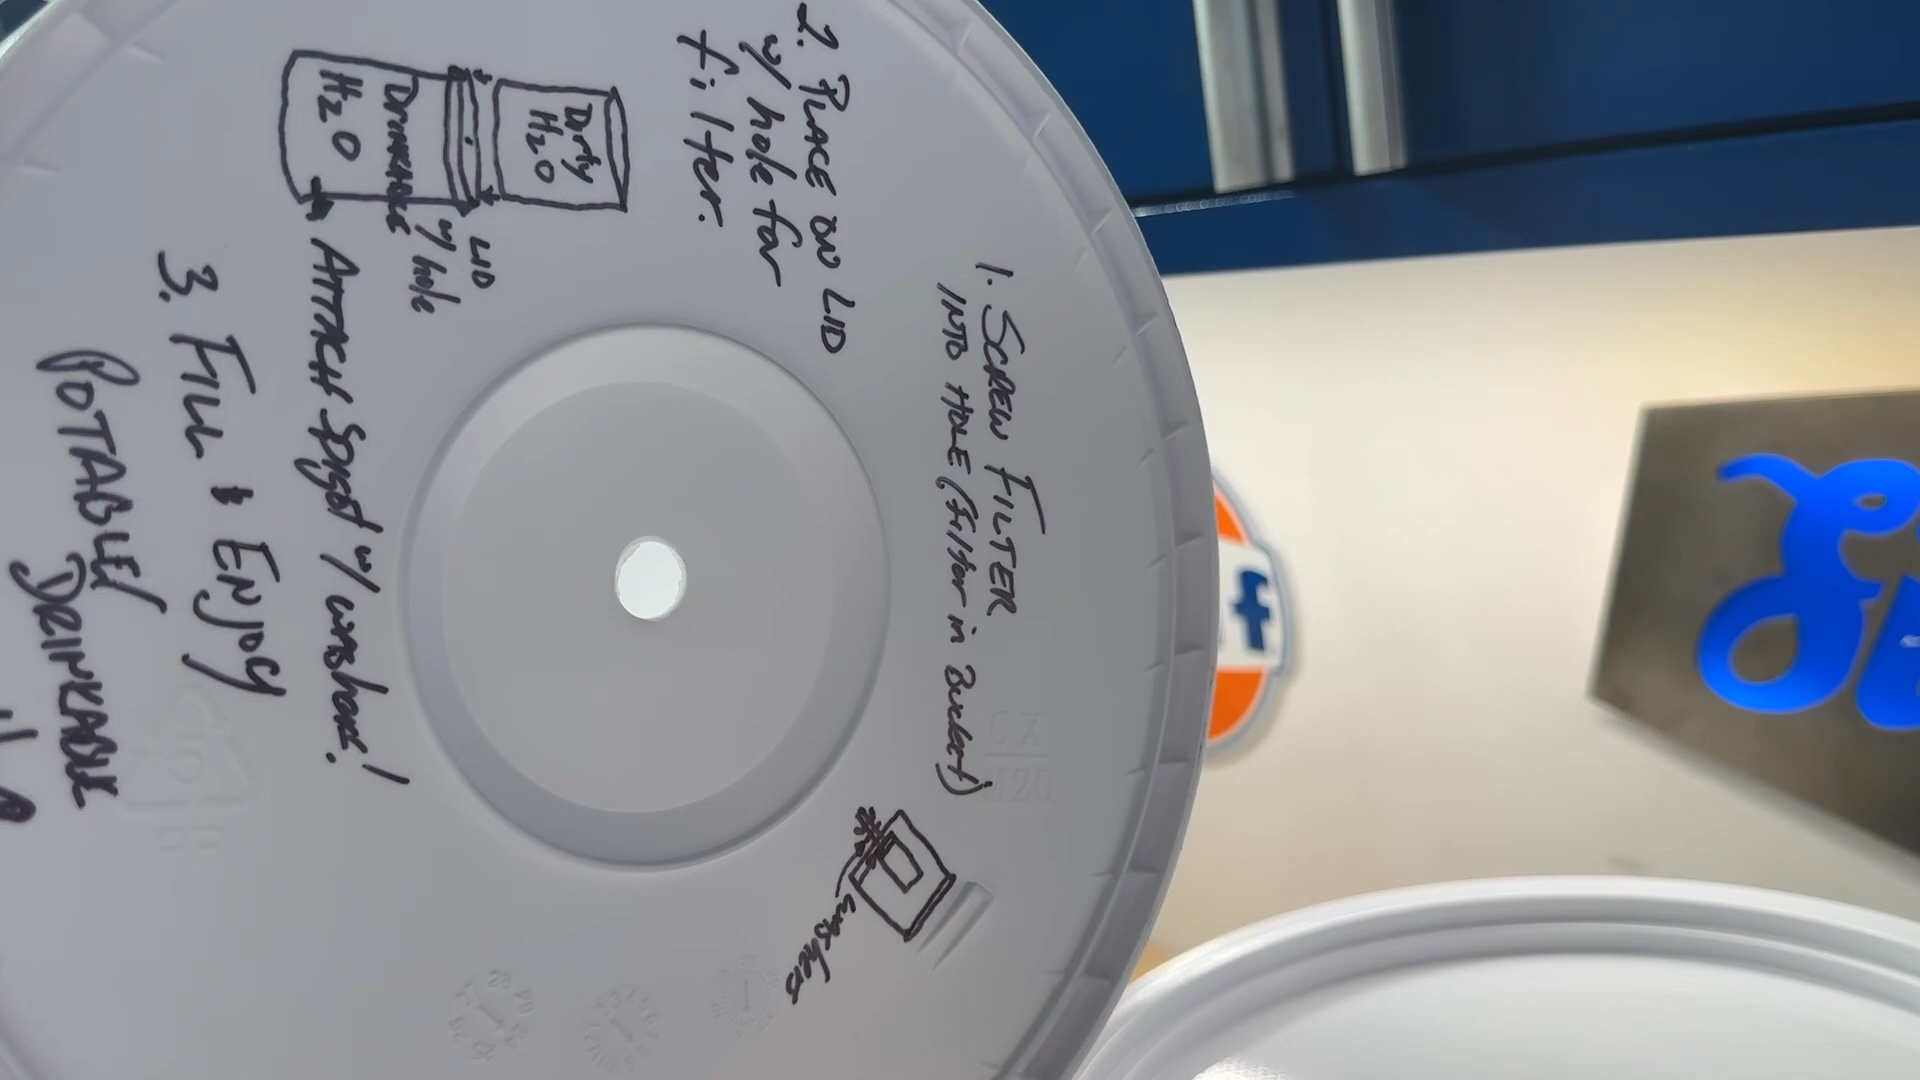 1. SCREW FILTER
INTO HOLE (Filter in Bucket)
washers
2. PLACE ON LID
w/ hole for
filter.
Dirty
H2O
LID
w/ hole
DRINKABLE
H2O
ATTACH Spigot w/ washers!
3. FILL & ENJOY
POTABLE/
DRINKABLE